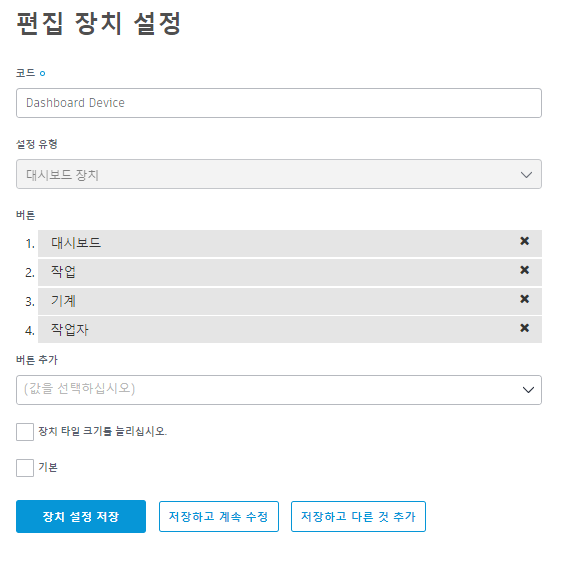 편집 장치 설정
코드
Dashboard Device
설정 유형
대시보드 장치
버튼
1. 대시보드
2. 작업
3. 기계
4. 작업자
버튼 추가
(값을 선택하십시오)
장치 타일 크기를 늘리십시오.
기본
장치 설정 저장 저장하고 계속 수정 저장하고 다른 것 추가